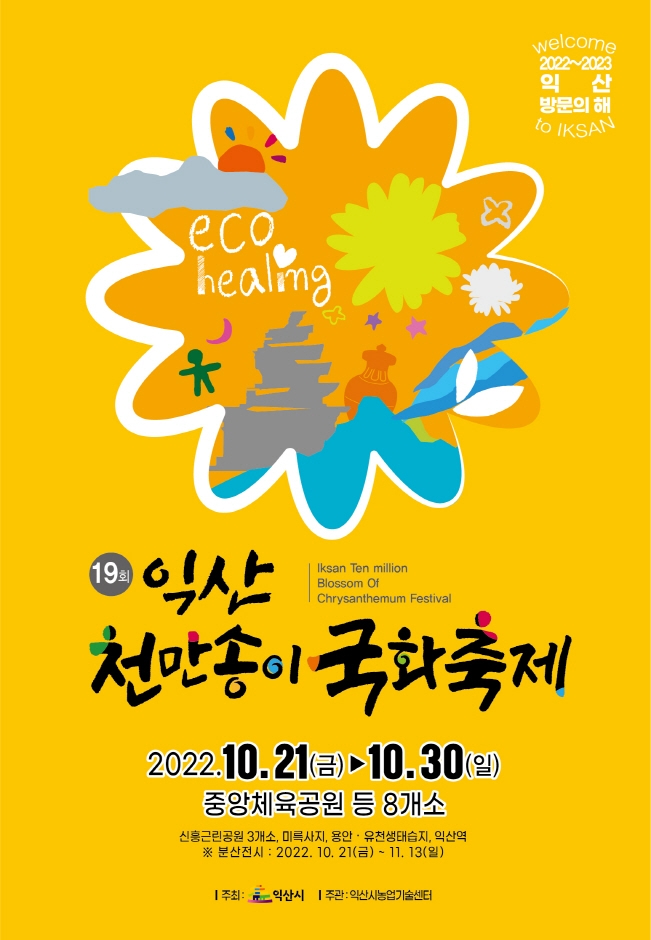 welcome
2022~2023
익 산
방문의 해
to IKSAN
eco
healing
19회 익산
Iksan Ten million
Blossom Of
Chrysanthemum Festival
천만송이 국화축제
2022.10.21(금)▶10.30(일)
중앙체육공원 등 8개소
신흥근린공원 3개소, 미륵사지, 용안·유천생태습지, 익산역
※ 분산전시 : 2022. 10. 21(금) ~ 11. 13(일)
주최 : 익산시 주관 : 익산시농업기술센터